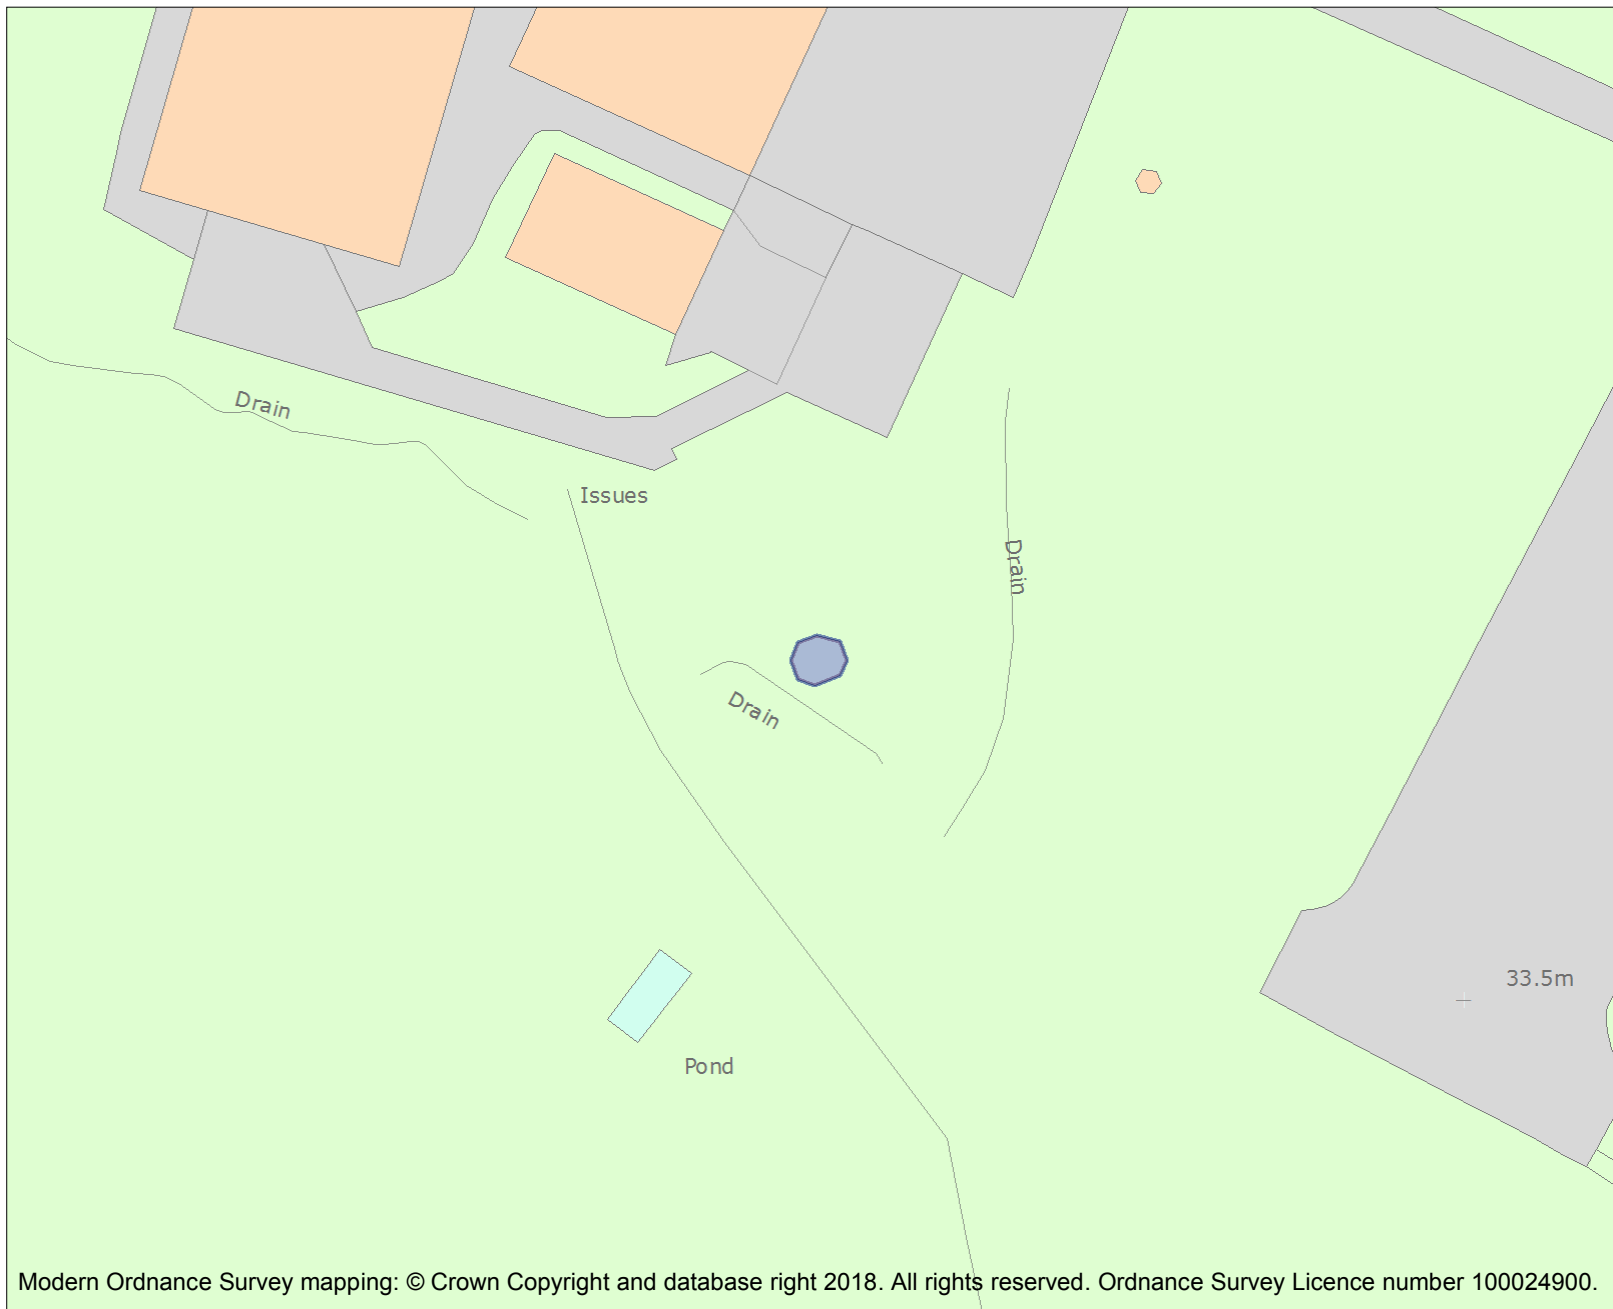 Drain
Issues
Drain
Drain
33.5m
Pond
Modern Ordnance Survey mapping: © Crown Copyright and database right 2018. All rights reserved. Ordnance Survey Licence number 100024900.